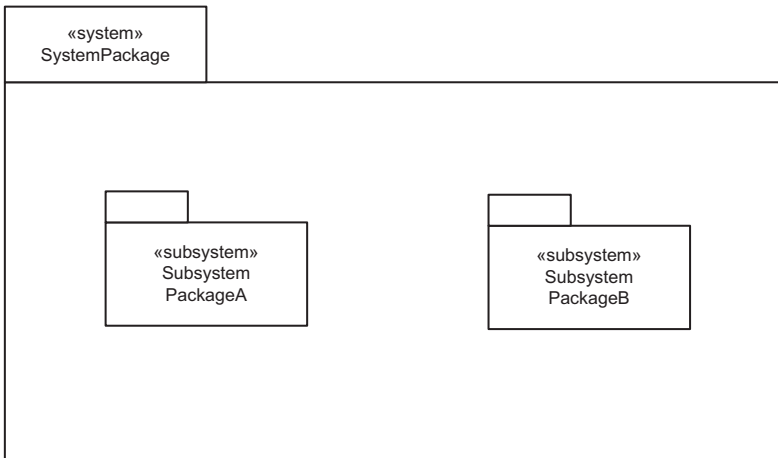 «system»
SystemPackage
«subsystem»
Subsystem
PackageA
«subsystem»
Subsystem
PackageB